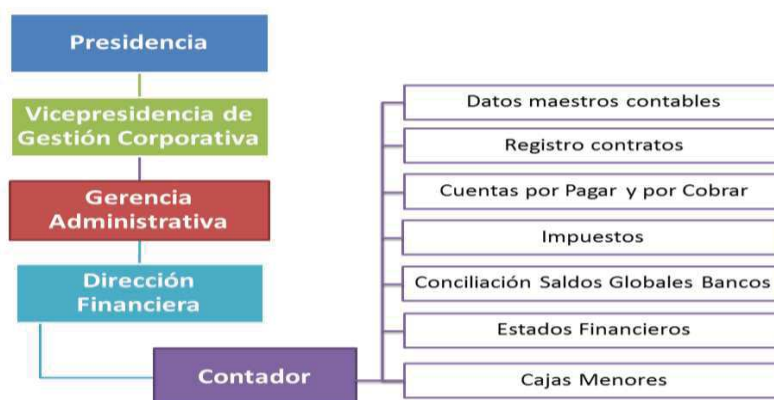 Presidencia
Vicepresidencia de
Gestión Corporativa
Gerencia
Administrativa
Dirección
Financiera
Contador
Datos maestros contables
Registro contratos
Cuentas por Pagar y por Cobrar
Impuestos
Conciliación Saldos Globales Bancos
Estados Financieros
Cajas Menores